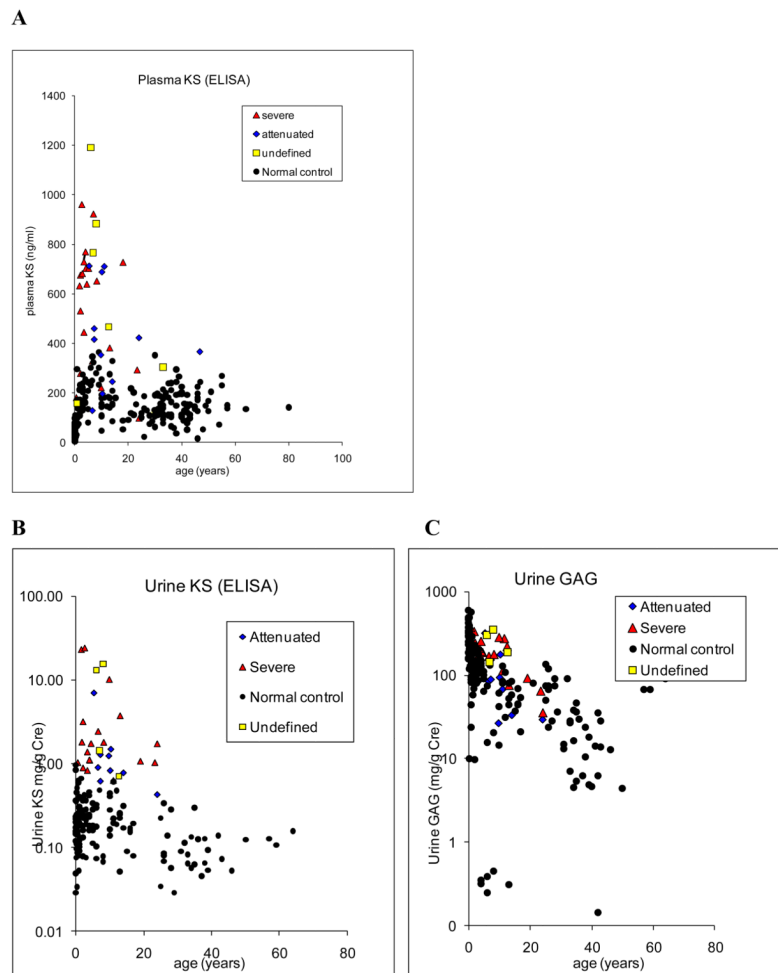 A
Plasma KS (ELISA)
1400
1200
1000
800
600
400
200
0
plasma KS (ng/ml)
severe
attenuated
undefined
Normal control
0 20 40 60 80 100
age (years)
B
Urine KS (ELISA)
100.00
10.00
1.00
0.10
0.01
Urine KS mg/g Cre)
Attenuated
Severe
Normal control
Undefined
0 20 40 60 80
age (years)
C
Urine GAG
1000
100
10
1
0
Urine GAG (mg/g Cre)
Attenuated
Severe
Normal control
Undefined
0 20 40 60 80
age (years)